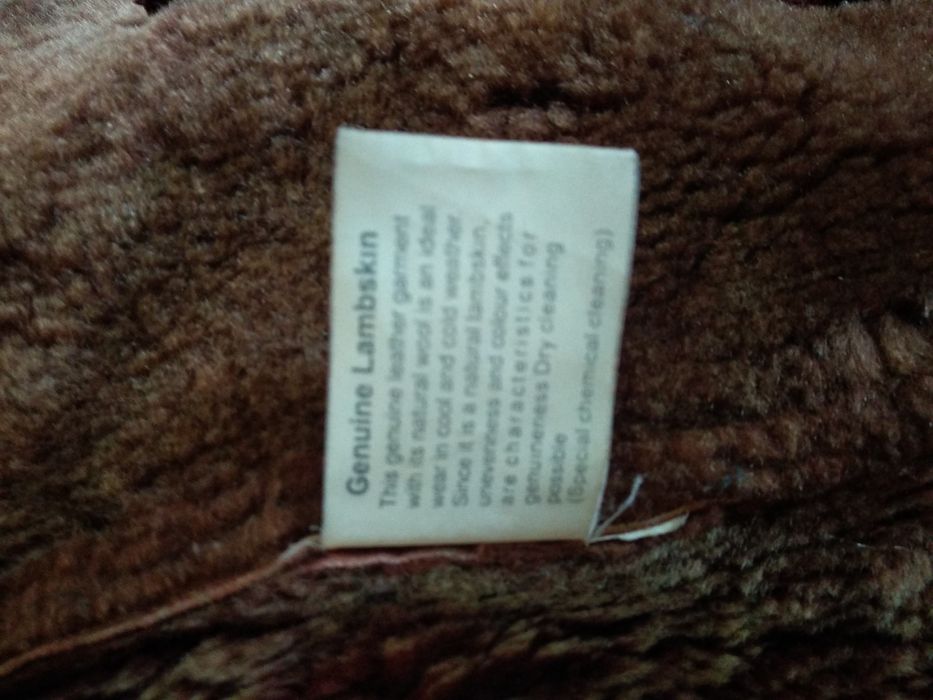 Genuine Lambskin
This genuine leather garment
with its natural wool is an ideal
wear in cool and cold weather.
Since it is a natural lambskin,
unevenness and colour effects
are characteristics for
genuineness Dry cleaning
possible
(Special chemical cleaning)